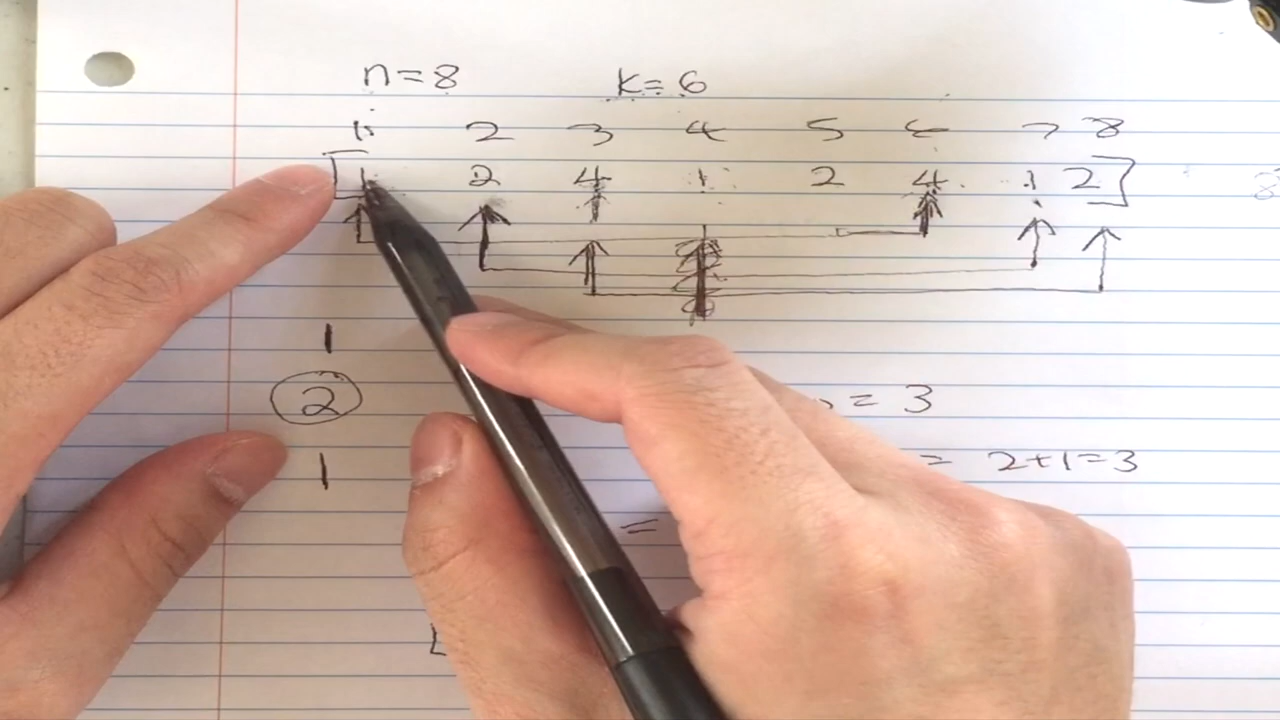 n=8 k=6
1 2 3 4 5 6 7 8
[1 2 4 1 2 4 1 2]
1
2 = 3
1 = 2+1=3
=
[